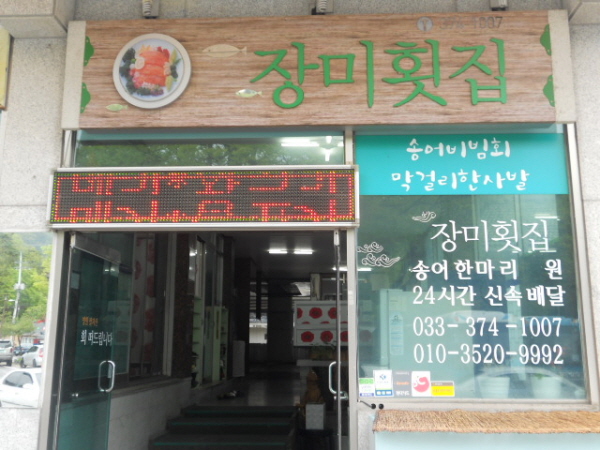 장미횟집
송어비빔회
막걸리한사발
장미횟집
송어한마리 원
24시간 신속배달
033-374-1007
010-3520-9992